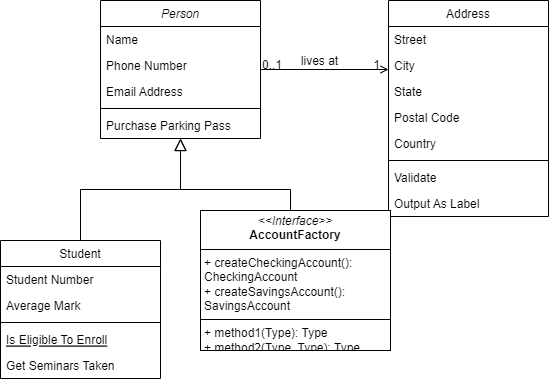 Person
Name
Phone Number
Email Address
Purchase Parking Pass
0..1
lives at
1
Address
Street
City
State
Postal Code
Country
Validate
Output As Label
Student
Student Number
Average Mark
Is Eligible To Enroll
Get Seminars Taken
<<Interface>>
AccountFactory
+ createCheckingAccount():
CheckingAccount
+ createSavingsAccount():
SavingsAccount
+ method1(Type): Type
+ method2(Type, Type): Type